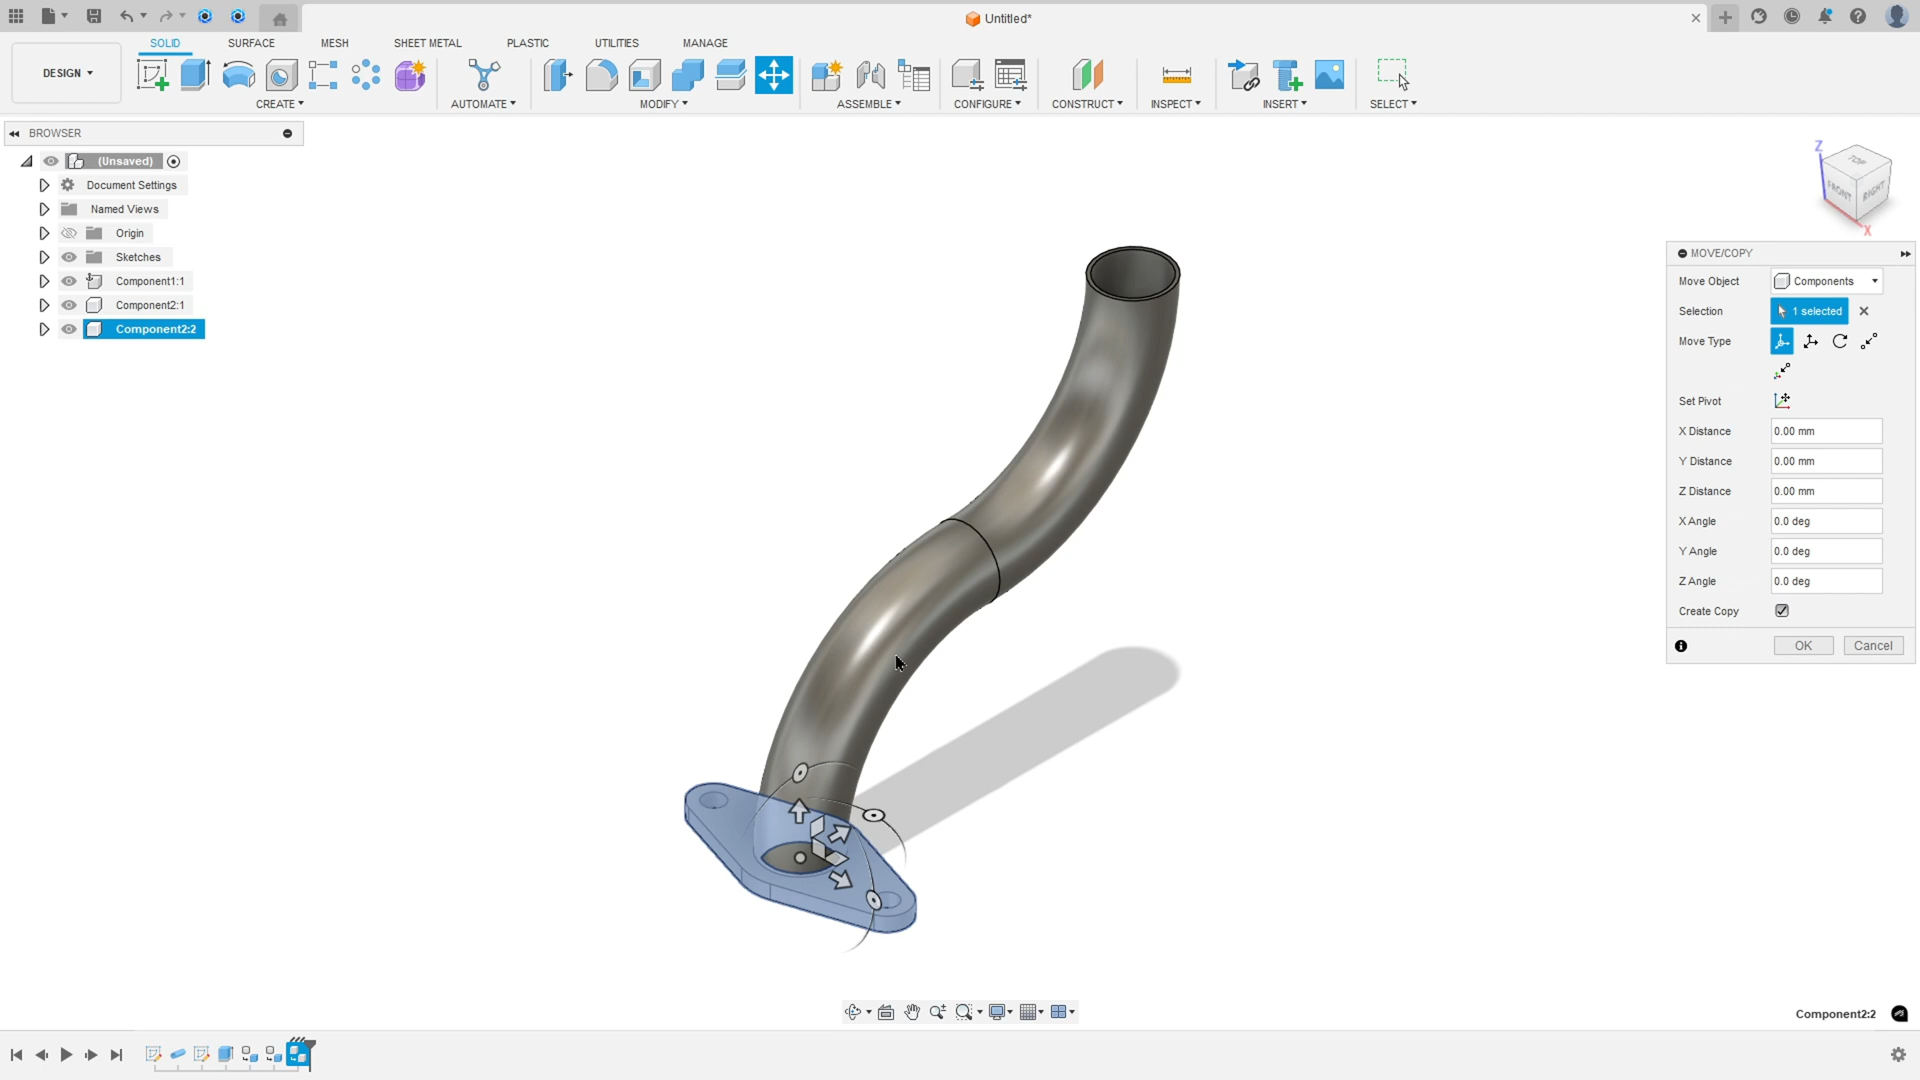 Untitled*
DESIGN
SOLID SURFACE MESH SHEET METAL PLASTIC UTILITIES MANAGE
CREATE AUTOMATE MODIFY ASSEMBLE CONFIGURE CONSTRUCT INSPECT INSERT SELECT
BROWSER
(Unsaved)
Document Settings
Named Views
Origin
Sketches
Component1:1
Component2:1
Component2:2
Z
TOP
FRONT
RIGHT
X
MOVE/COPY
Move Object Components
Selection 1 selected
Move Type
Set Pivot
X Distance 0.00 mm
Y Distance 0.00 mm
Z Distance 0.00 mm
X Angle 0.0 deg
Y Angle 0.0 deg
Z Angle 0.0 deg
Create Copy
OK Cancel
Component2:2